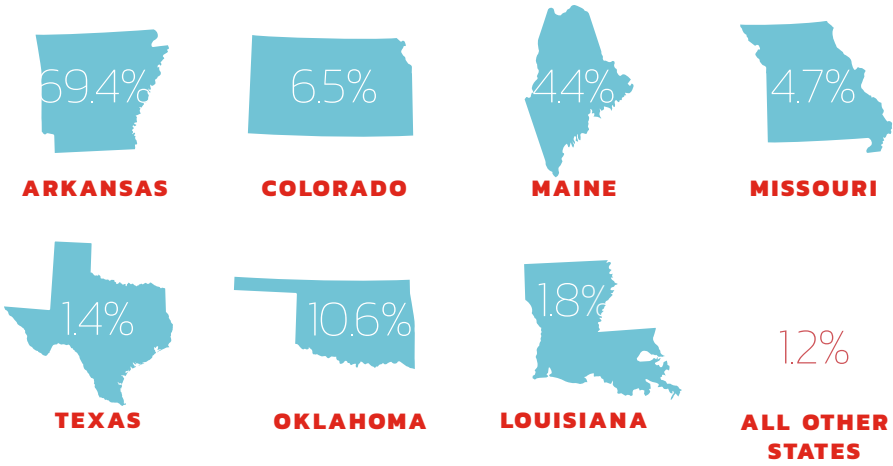 69.4%
ARKANSAS
6.5%
COLORADO
4.4%
MAINE
4.7%
MISSOURI
1.4%
TEXAS
10.6%
OKLAHOMA
1.8%
LOUISIANA
1.2%
ALL OTHER
STATES